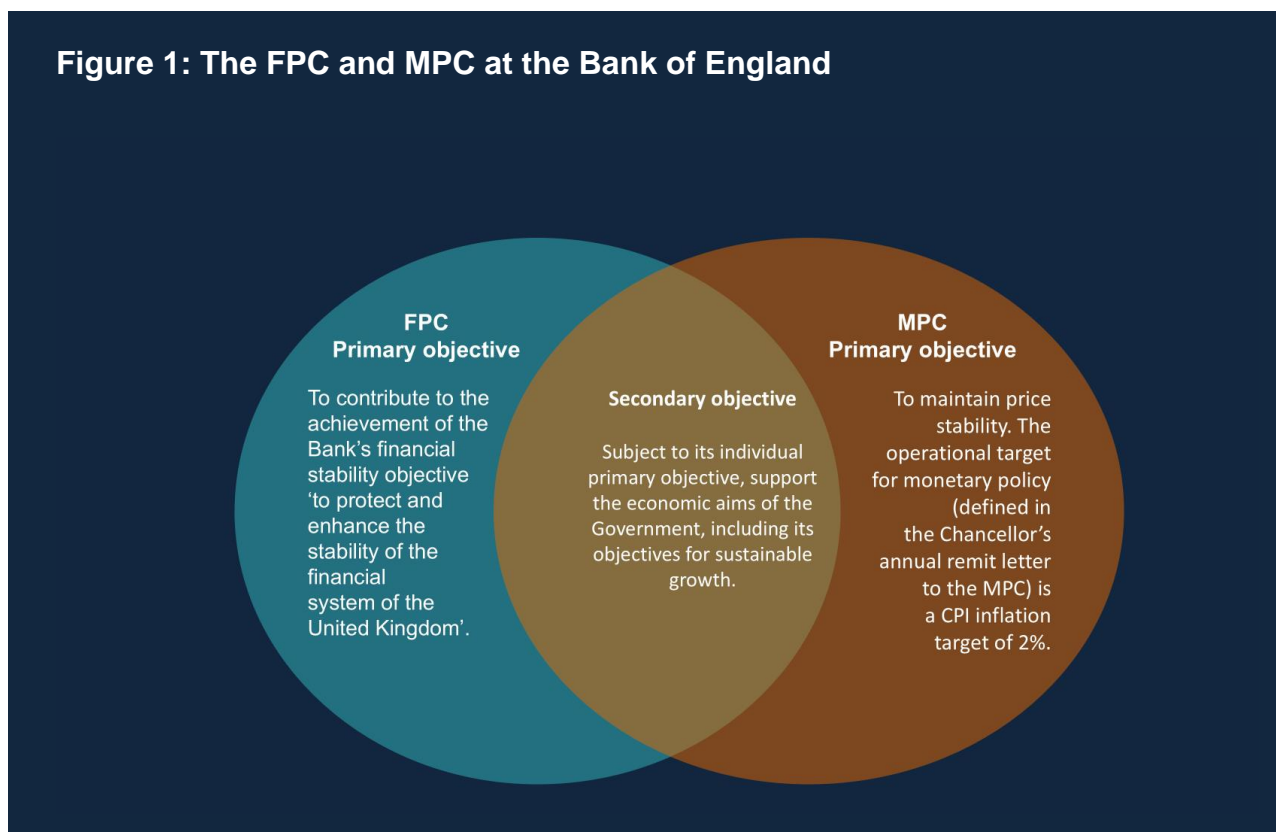 Figure 1: The FPC and MPC at the Bank of England
FPC
Primary objective
To contribute to the
achievement of the
Bank’s financial
stability objective
‘to protect and
enhance the
stability of the
financial
system of the
United Kingdom’.
Secondary objective
Subject to its individual
primary objective, support
the economic aims of the
Government, including its
objectives for sustainable
growth.
MPC
Primary objective
To maintain price
stability. The
operational target
for monetary policy
(defined in
the Chancellor’s
annual remit letter
to the MPC) is
a CPI inflation
target of 2%.